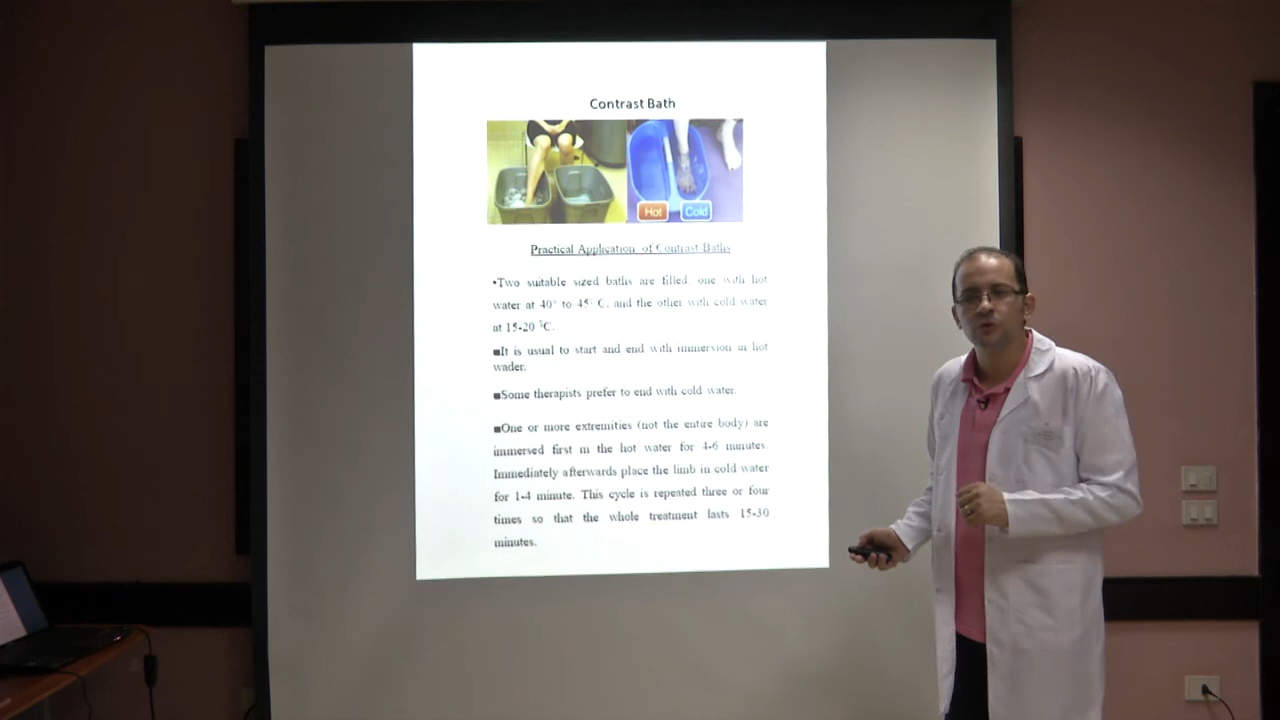 Contrast Bath
Hot Cold
Practical Application of Contrast Baths
•Two suitable sized baths are filled, one with hot
water at 40° to 45° C, and the other with cold water
at 15-20 °C.
■It is usual to start and end with immersion in hot
wader.
■Some therapists prefer to end with cold water.
■One or more extremities (not the entire body) are
immersed first in the hot water for 4-6 minutes.
Immediately afterwards place the limb in cold water
for 1-4 minute. This cycle is repeated three or four
times so that the whole treatment lasts 15-30
minutes.